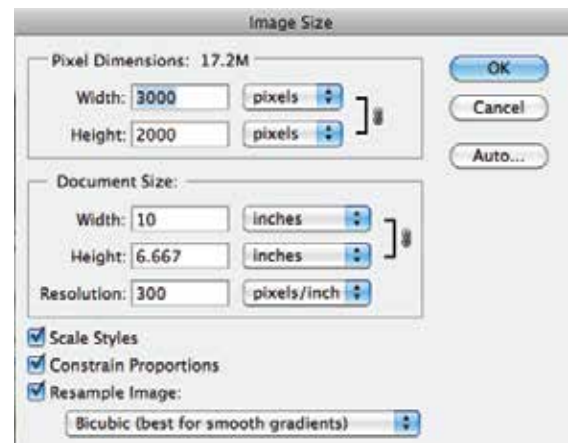 Image Size
Pixel Dimensions: 17.2M
Width: 3000 pixels
Height: 2000 pixels
OK
Cancel
Auto...
Document Size:
Width: 10 inches
Height: 6.667 inches
Resolution: 300 pixels/inch
Scale Styles
Constrain Proportions
Resample Image:
Bicubic (best for smooth gradients)